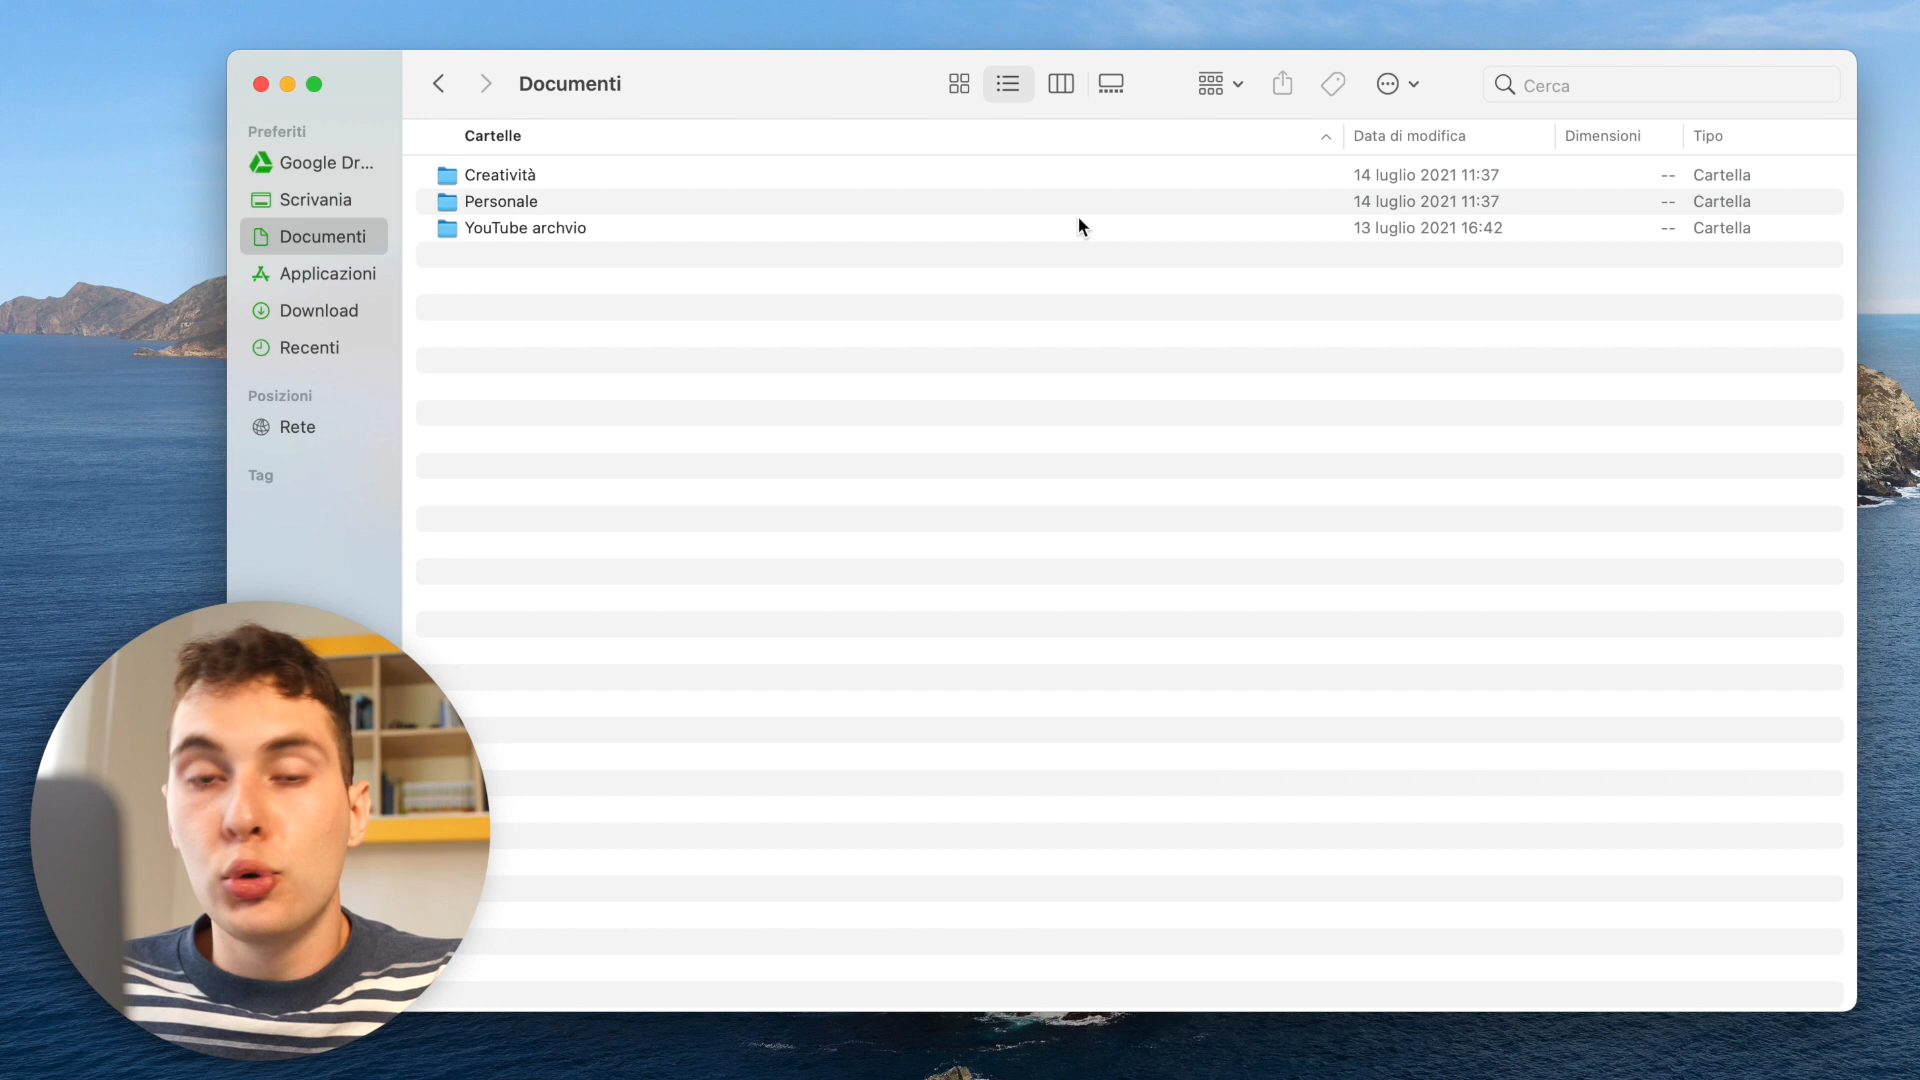 Documenti
Cerca
Preferiti
Google Dr...
Scrivania
Documenti
Applicazioni
Download
Recenti
Posizioni
Rete
Tag
Cartelle Data di modifica Dimensioni Tipo
Creatività 14 luglio 2021 11:37 -- Cartella
Personale 14 luglio 2021 11:37 -- Cartella
YouTube archvio 13 luglio 2021 16:42 -- Cartella